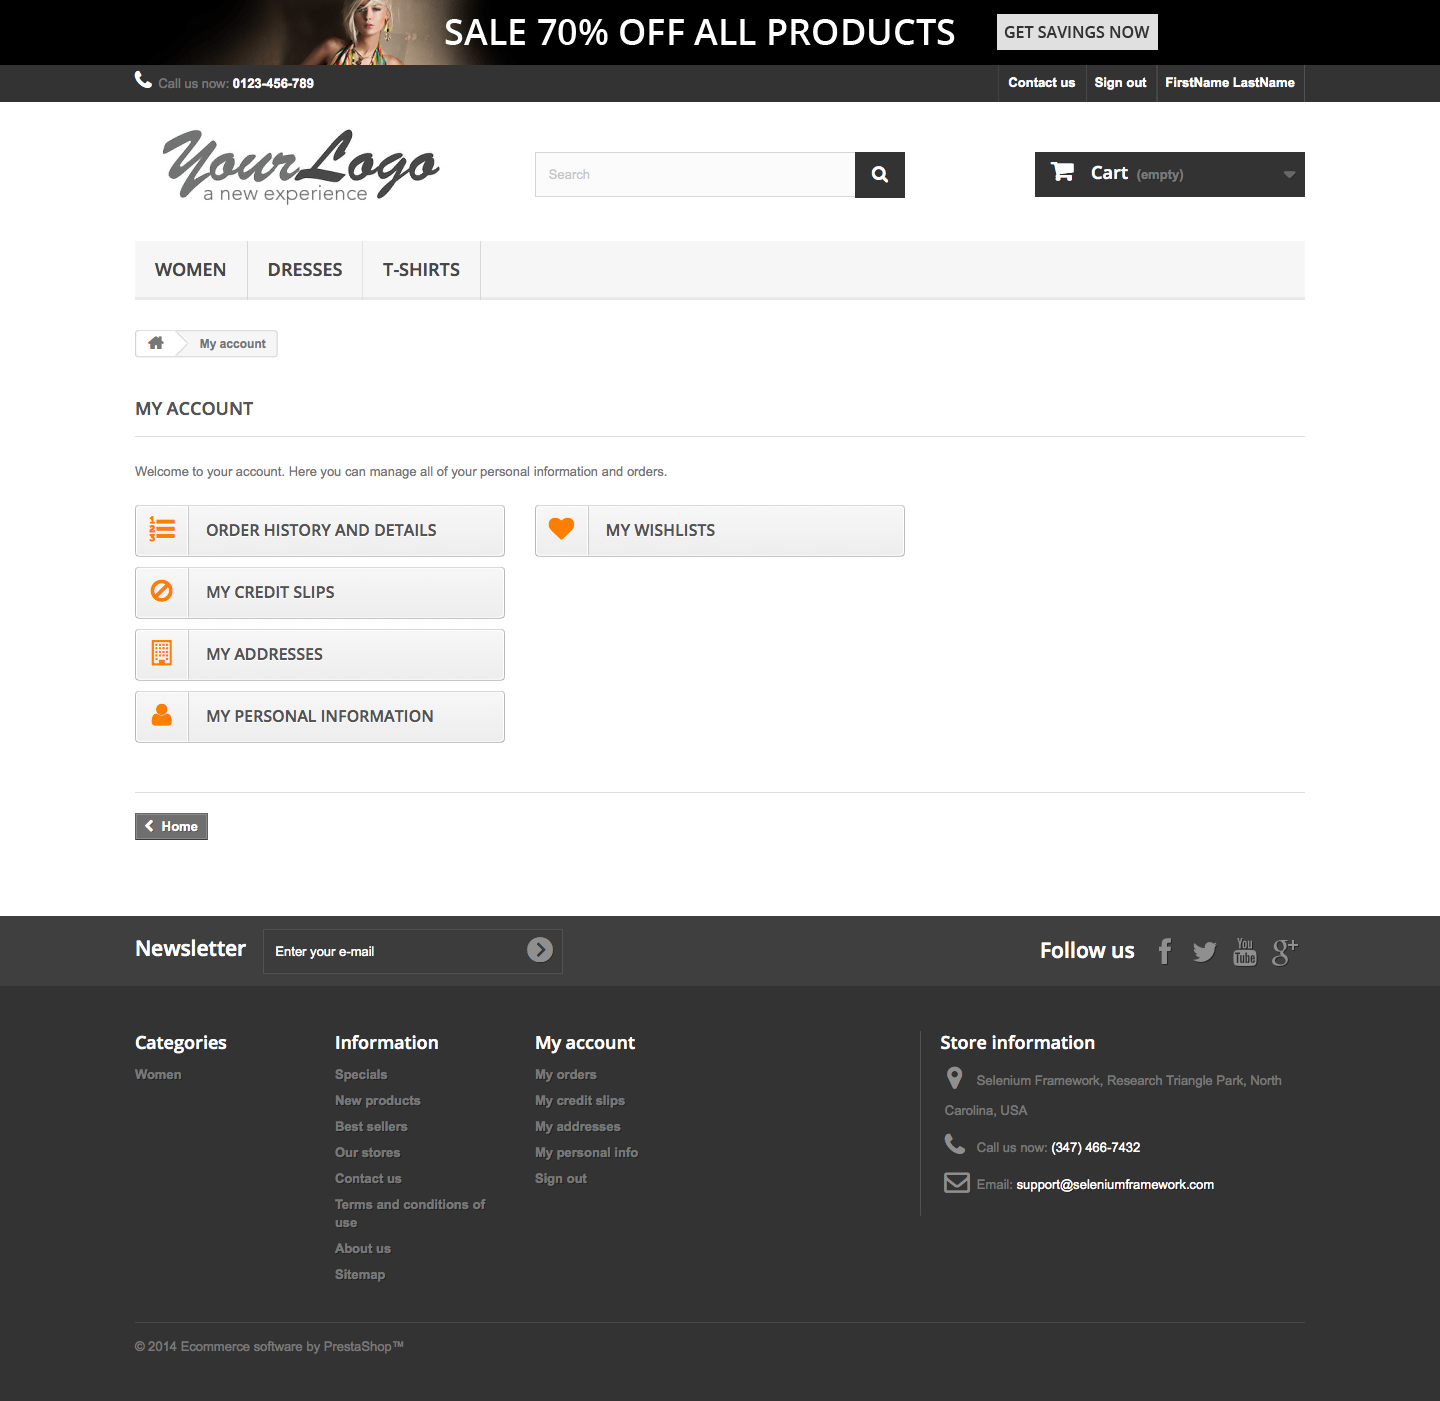 SALE 70% OFF ALL PRODUCTS
GET SAVINGS NOW
Call us now: 0123-456-789
Contact us
Sign out
FirstName LastName
YourLogo
a new experience
Search
Cart (empty)
WOMEN
DRESSES
T-SHIRTS
My account
MY ACCOUNT
Welcome to your account. Here you can manage all of your personal information and orders.
1
2
3
ORDER HISTORY AND DETAILS
MY WISHLISTS
MY CREDIT SLIPS
MY ADDRESSES
MY PERSONAL INFORMATION
Home
Newsletter
Enter your e-mail
Follow us
f
You
Tube
g+
Categories
Women
Information
Specials
New products
Best sellers
Our stores
Contact us
Terms and conditions of
use
About us
Sitemap
My account
My orders
My credit slips
My addresses
My personal info
Sign out
Store information
Selenium Framework, Research Triangle Park, North
Carolina, USA
Call us now: (347) 466-7432
Email: support@seleniumframework.com
© 2014 Ecommerce software by PrestaShop™